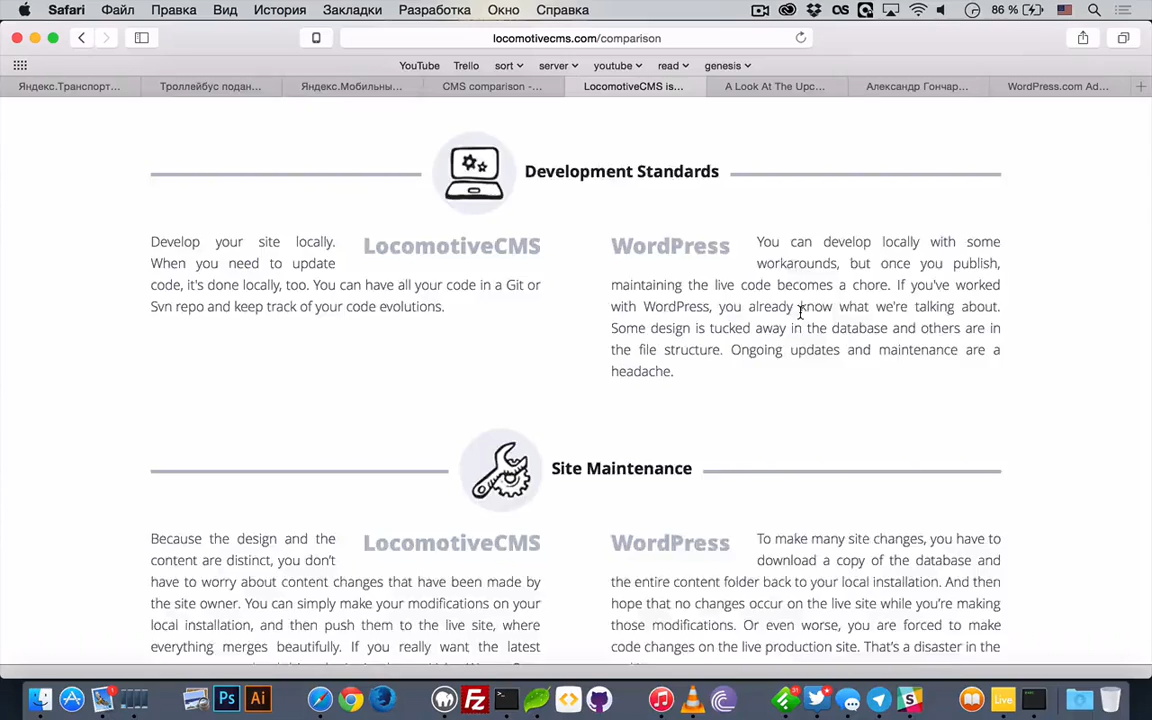 Safari Файл Правка Вид История Закладки Разработка Окно Справка
OS 86 %
locomotivecms.com/comparison
YouTube Trello sort server youtube read genesis
Яндекс.Транспорт... Троллейбус подан... Яндекс.Мобильны... CMS comparison -... LocomotiveCMS is... A Look At The Upc... Александр Гончар... WordPress.com Ad...
Development Standards
LocomotiveCMS
Develop your site locally.
When you need to update
code, it's done locally, too. You can have all your code in a Git or
Svn repo and keep track of your code evolutions.
WordPress
You can develop locally with some
workarounds, but once you publish,
maintaining the live code becomes a chore. If you've worked
with WordPress, you already know what we're talking about.
Some design is tucked away in the database and others are in
the file structure. Ongoing updates and maintenance are a
headache.
Site Maintenance
LocomotiveCMS
Because the design and the
content are distinct, you don't
have to worry about content changes that have been made by
the site owner. You can simply make your modifications on your
local installation, and then push them to the live site, where
everything merges beautifully. If you really want the latest
WordPress
To make many site changes, you have to
download a copy of the database and
the entire content folder back to your local installation. And then
hope that no changes occur on the live site while you're making
those modifications. Or even worse, you are forced to make
code changes on the live production site. That's a disaster in the
Ps Ai Fz Live